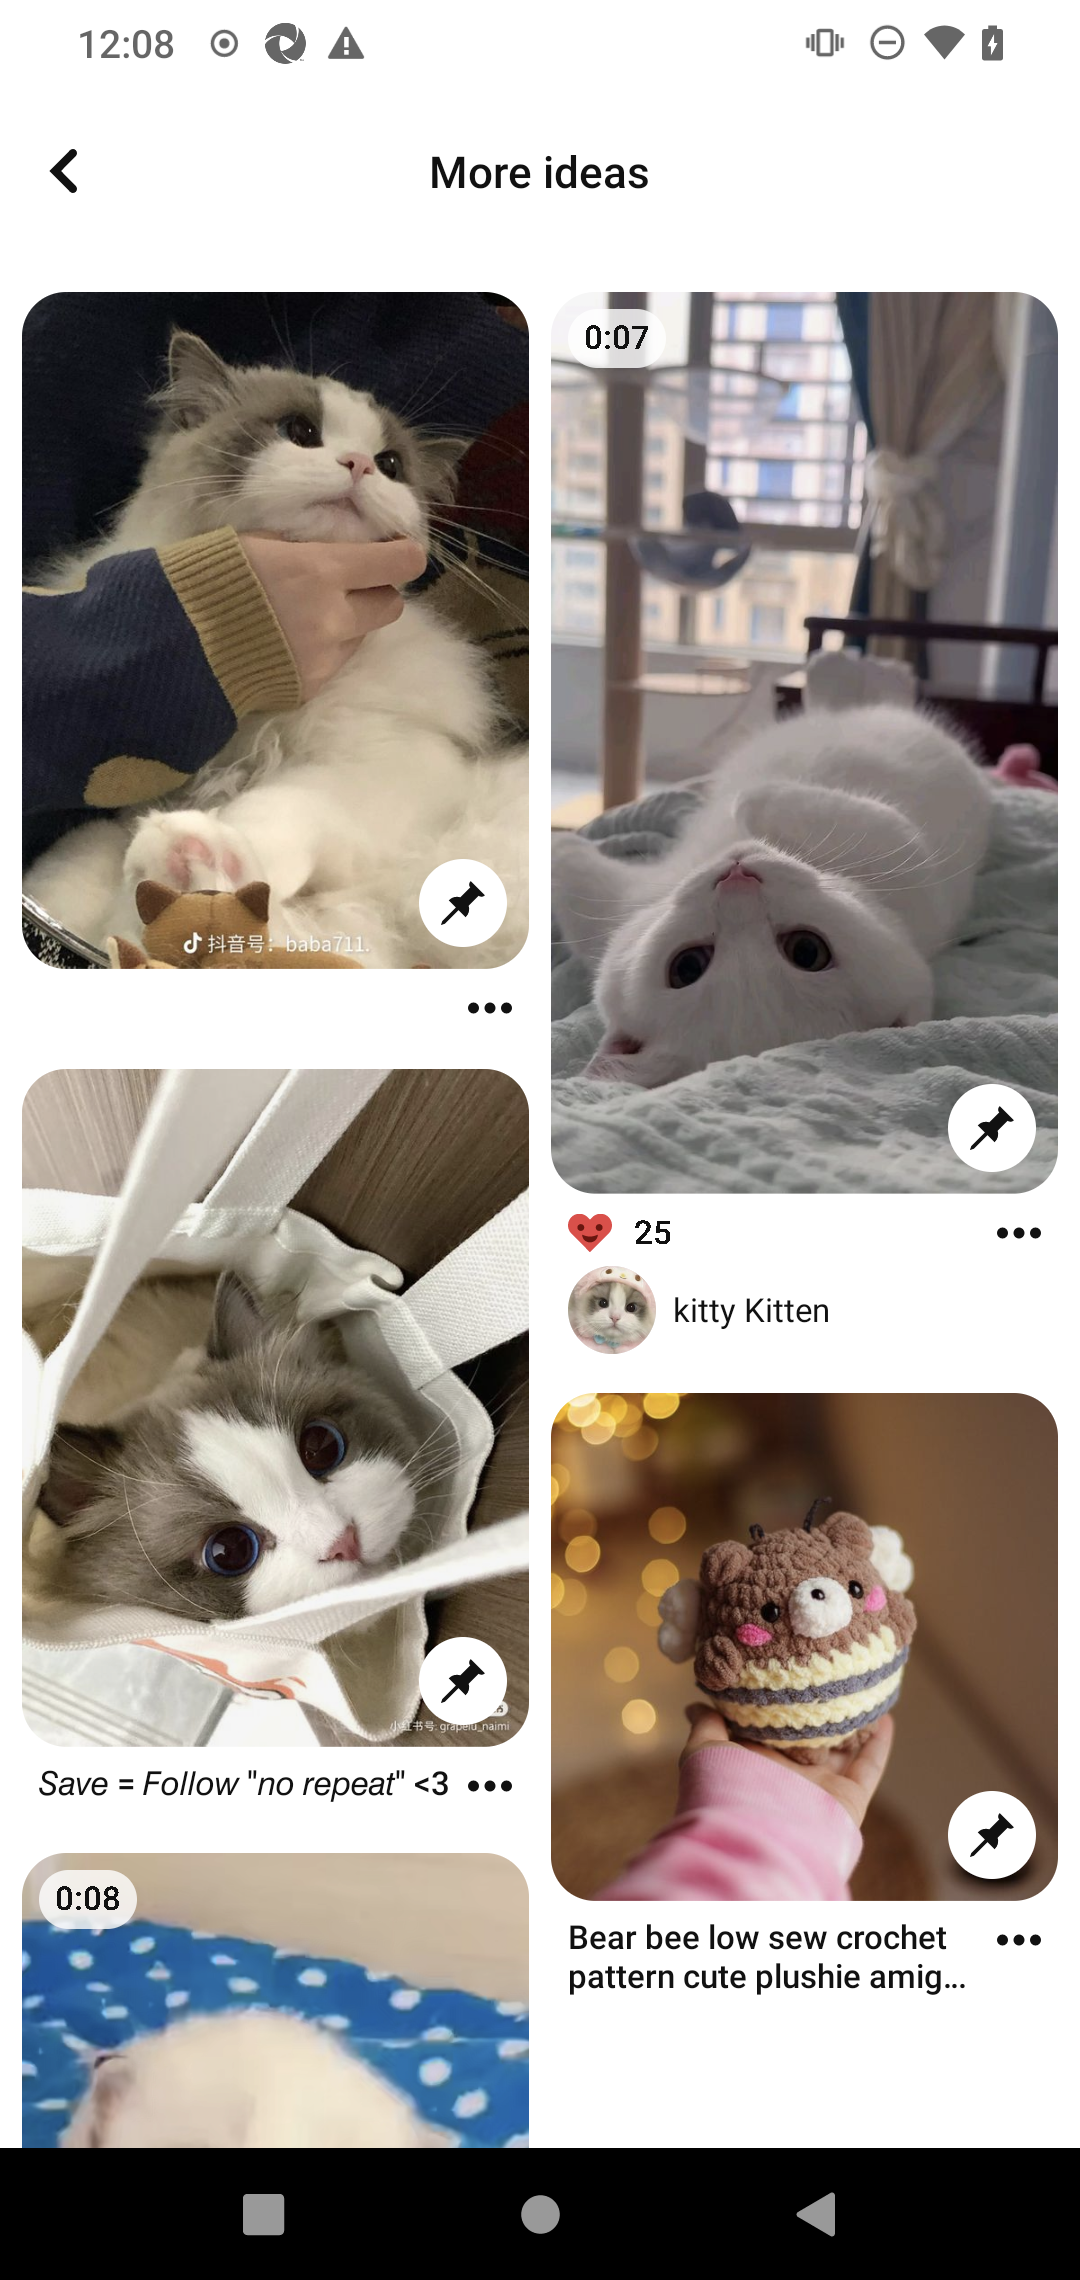 12:08
More ideas
抖音号: baba711.
0:07
25
kitty Kitten
小红书号: grapeld_naimi
Save = Follow "no repeat" <3
Bear bee low sew crochet
pattern cute plushie amig...
0:08